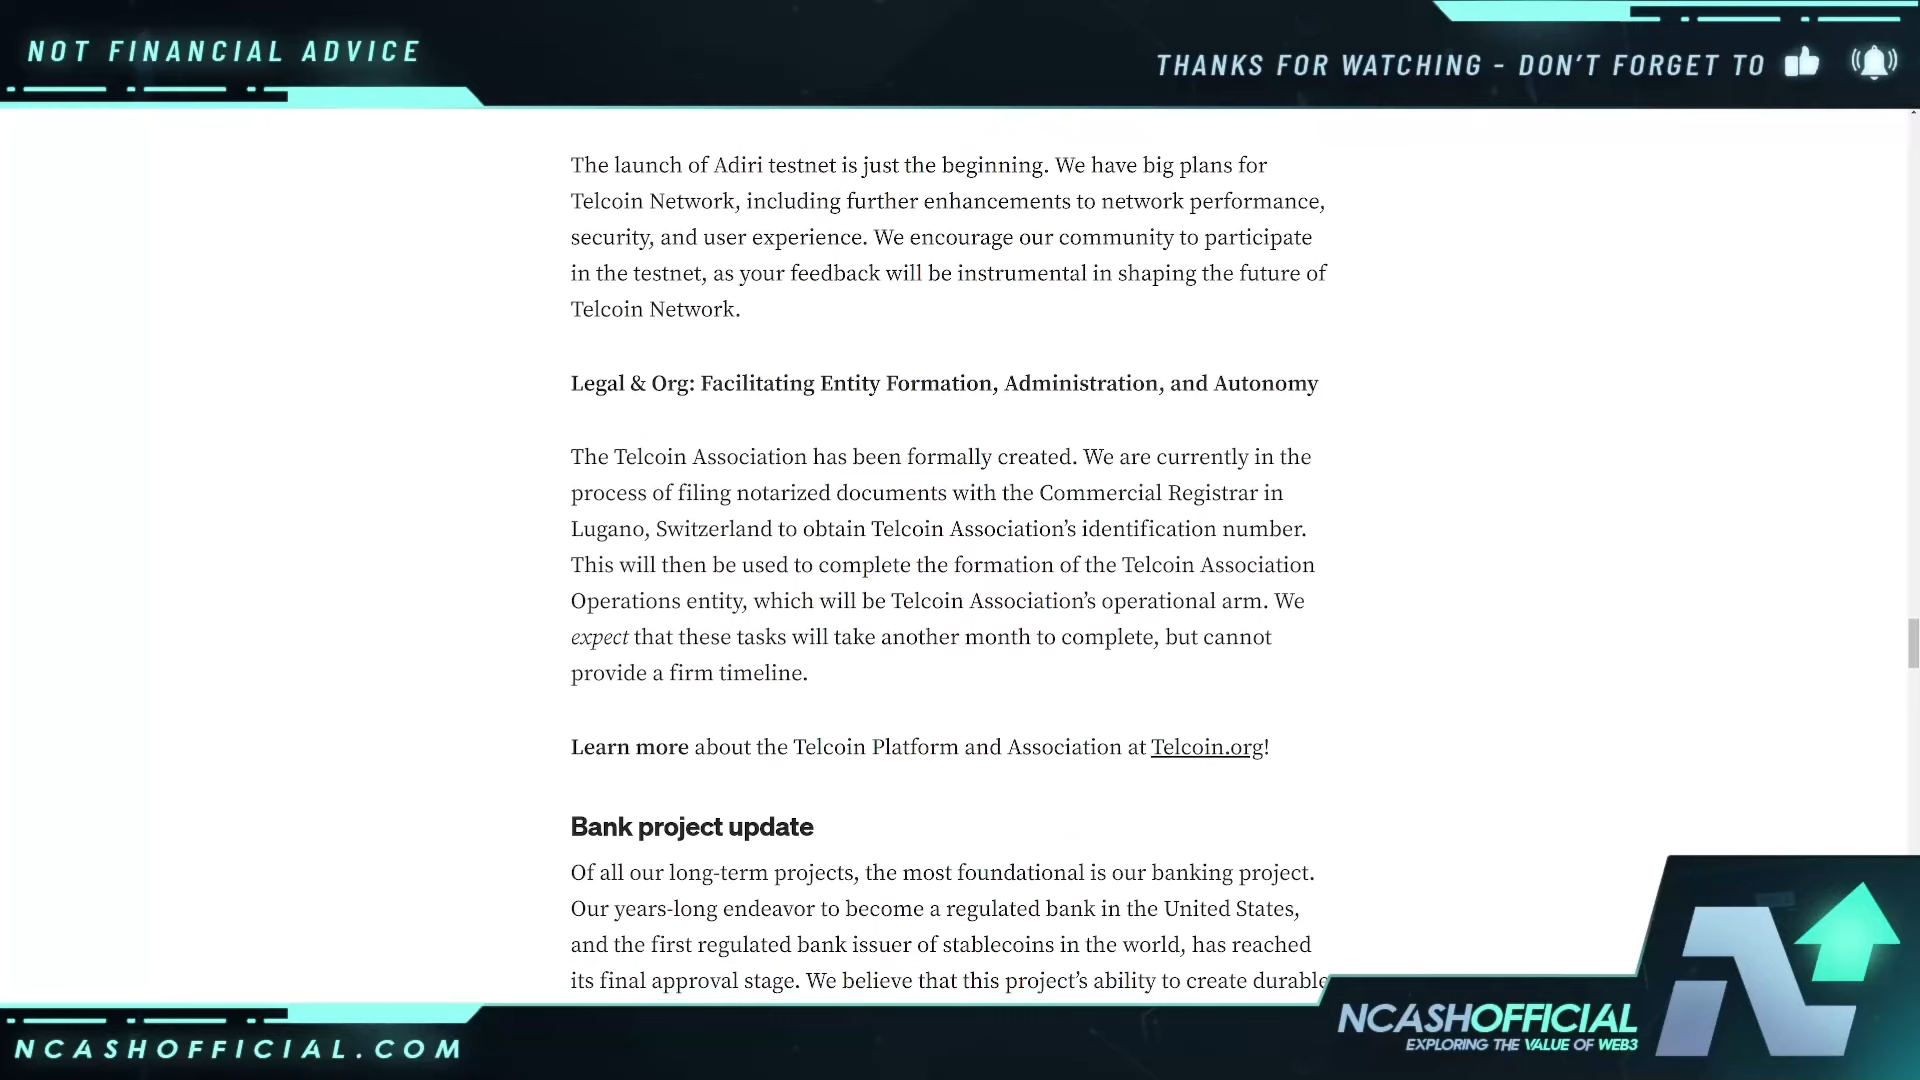 NOT FINANCIAL ADVICE
THANKS FOR WATCHING - DON'T FORGET TO
The launch of Adiri testnet is just the beginning. We have big plans for
Telcoin Network, including further enhancements to network performance,
security, and user experience. We encourage our community to participate
in the testnet, as your feedback will be instrumental in shaping the future of
Telcoin Network.
Legal & Org: Facilitating Entity Formation, Administration, and Autonomy
The Telcoin Association has been formally created. We are currently in the
process of filing notarized documents with the Commercial Registrar in
Lugano, Switzerland to obtain Telcoin Association’s identification number.
This will then be used to complete the formation of the Telcoin Association
Operations entity, which will be Telcoin Association’s operational arm. We
expect that these tasks will take another month to complete, but cannot
provide a firm timeline.
Learn more about the Telcoin Platform and Association at Telcoin.org!
Bank project update
Of all our long-term projects, the most foundational is our banking project.
Our years-long endeavor to become a regulated bank in the United States,
and the first regulated bank issuer of stablecoins in the world, has reached
its final approval stage. We believe that this project’s ability to create durable
NCASHOFFICIAL
EXPLORING THE VALUE OF WEB3
NCASHOFFICIAL.COM